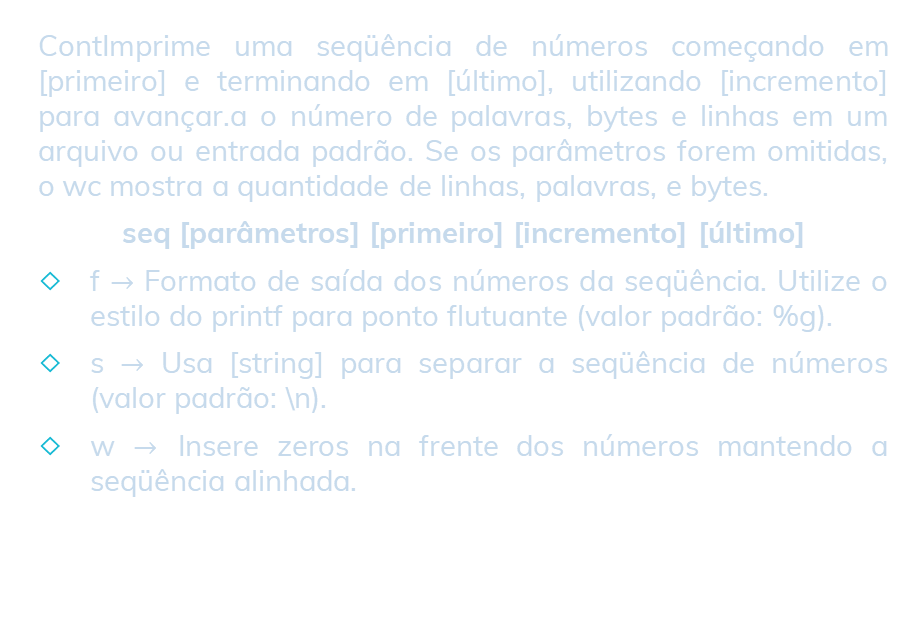 ContImprime uma seqüência de números começando em
[primeiro] e terminando em [último], utilizando [incremento]
para avançar.a o número de palavras, bytes e linhas em um
arquivo ou entrada padrão. Se os parâmetros forem omitidas,
o wc mostra a quantidade de linhas, palavras, e bytes.
seq [parâmetros] [primeiro] [incremento] [último]
◇ f → Formato de saída dos números da seqüência. Utilize o
estilo do printf para ponto flutuante (valor padrão: %g).
◇ s → Usa [string] para separar a seqüência de números
(valor padrão: \n).
◇ w → Insere zeros na frente dos números mantendo a
seqüência alinhada.